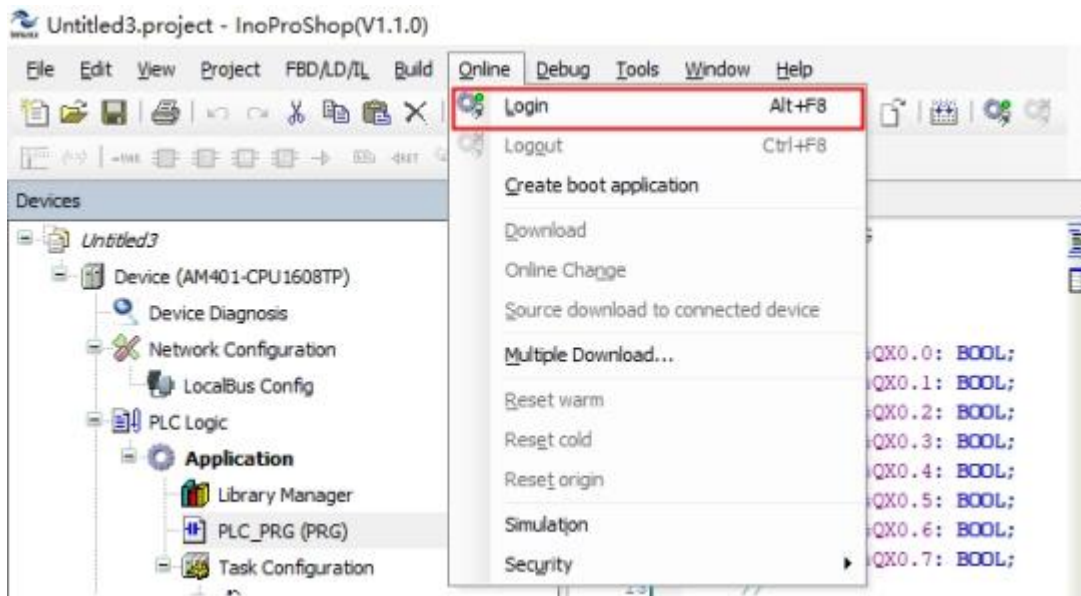 Untitled3.project - InoProShop(V1.1.0)
File Edit View Project FBD/LD/IL Build Online Debug Tools Window Help
Login Alt+F8
Logout Ctrl+F8
Create boot application
Download
Online Change
Source download to connected device
Multiple Download...
Reset warm
Reset cold
Reset origin
Simulation
Security
Devices
Untitled3
Device (AM401-CPU1608TP)
Device Diagnosis
Network Configuration
LocalBus Config
PLC Logic
Application
Library Manager
PLC_PRG (PRG)
Task Configuration
QX0.0: BOOL;
QX0.1: BOOL;
QX0.2: BOOL;
QX0.3: BOOL;
QX0.4: BOOL;
QX0.5: BOOL;
QX0.6: BOOL;
QX0.7: BOOL;
//